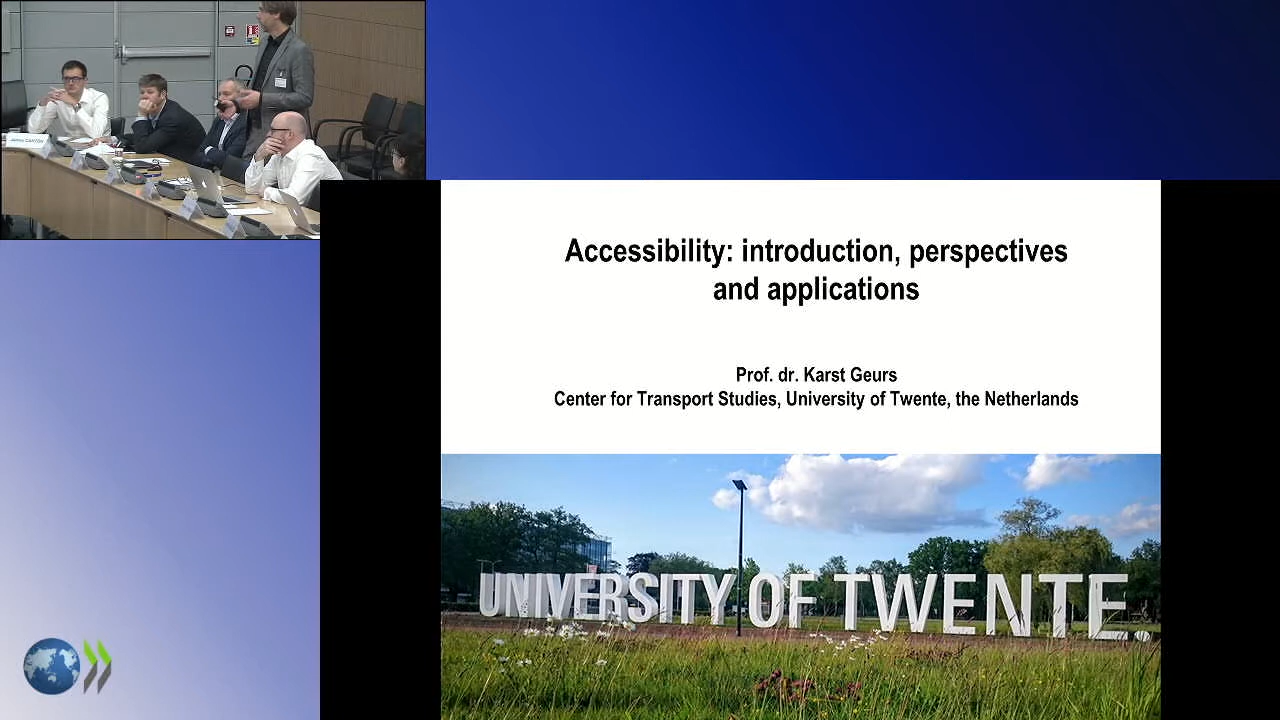 Accessibility: introduction, perspectives
and applications
Prof. dr. Karst Geurs
Center for Transport Studies, University of Twente, the Netherlands
UNIVERSITY OF TWENTE.